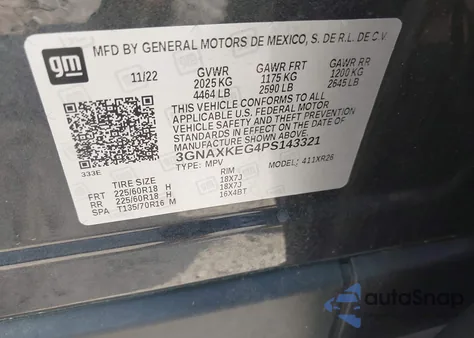 gm
MFD BY GENERAL MOTORS DE MEXICO, S. DE R.L. DE C.V.
11/22 GVWR GAWR FRT GAWR RR
2025 KG 1175 KG 1200 KG
4464 LB 2590 LB 2645 LB
THIS VEHICLE CONFORMS TO ALL
APPLICABLE U.S. FEDERAL MOTOR
VEHICLE SAFETY, BUMPER, AND THEFT
PREVENTION STANDARDS IN EFFECT ON
THE DATE OF MANUFACTURE SHOWN ABOVE.
3GNAXKEG4PS143321
333E TYPE: MPV MODEL: 411XR26
TIRE SIZE RIM
FRT 225/60R18 H 18X7J
RR 225/60R18 H 18X7J
SPA T135/70R16 M 16X4BT
autoSnap